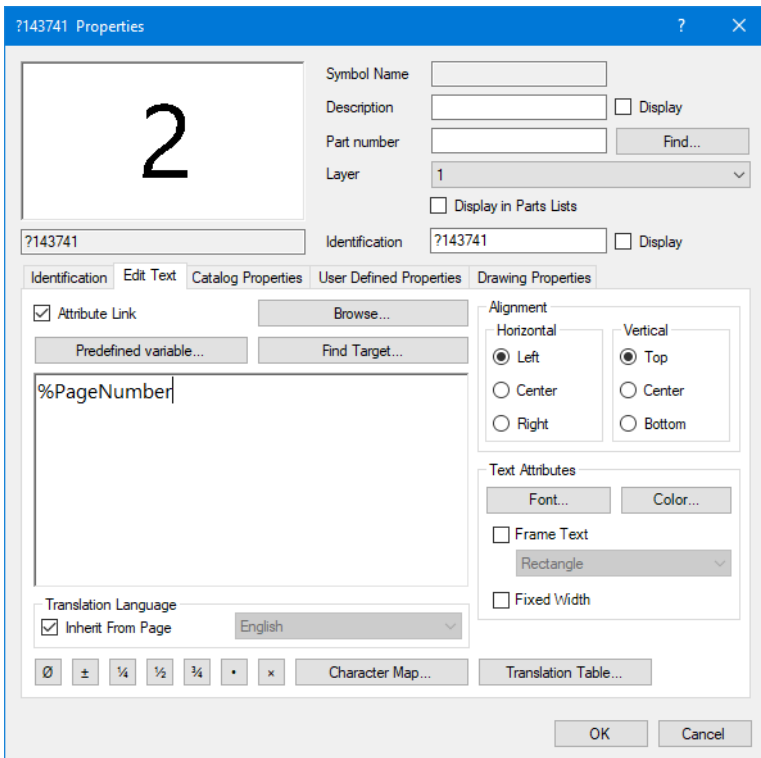 ?143741 Properties ? ×
2
Symbol Name
Description Display
Part number Find...
Layer 1
Display in Parts Lists
?143741 Identification ?143741 Display
Identification Edit Text Catalog Properties User Defined Properties Drawing Properties
Attribute Link Browse...
Predefined variable... Find Target...
%PageNumber
Alignment
Horizontal Vertical
Left Top
Center Center
Right Bottom
Text Attributes
Font... Color...
Frame Text
Rectangle
Fixed Width
Translation Language
Inherit From Page English
Ø ± ¼ ½ ¾ • × Character Map... Translation Table...
OK Cancel